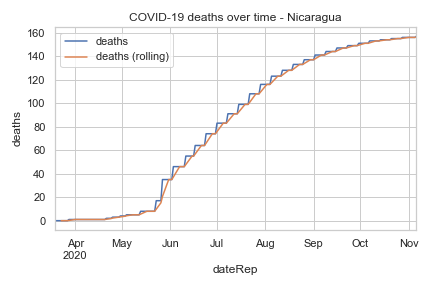 COVID-19 deaths over time - Nicaragua
deaths
deaths (rolling)
160
140
120
100
80
60
40
20
0
deaths
Apr May Jun Jul Aug Sep Oct Nov
2020
dateRep